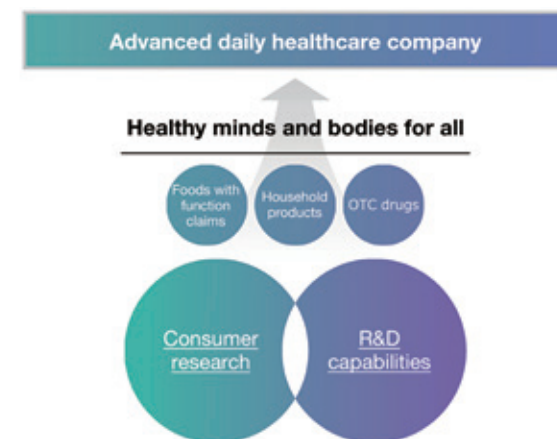 Advanced daily healthcare company
Healthy minds and bodies for all
Foods with
function
claims
Household
products
OTC drugs
Consumer
research
R&D
capabilities